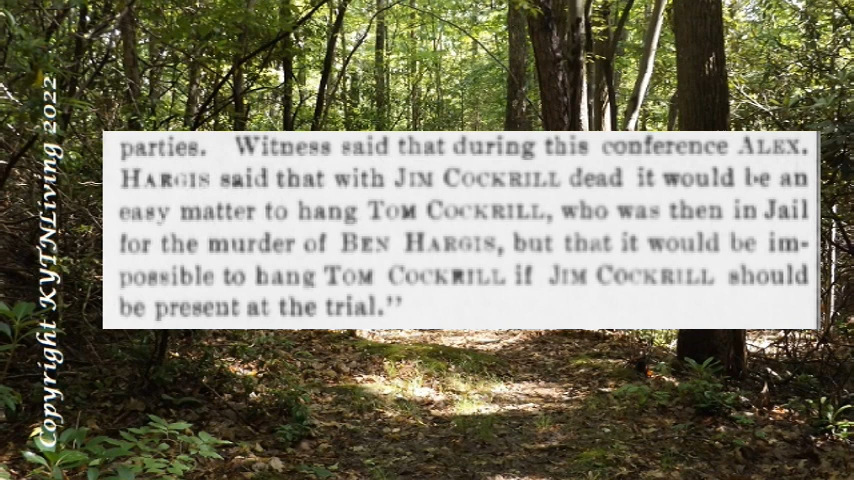 parties. Witness said that during this conference ALEX.
HARGIS said that with JIM COCKRILL dead it would be an
easy matter to hang TOM COCKRILL, who was then in Jail
for the murder of BEN HARGIS, but that it would be im-
possible to hang TOM COCKRILL if JIM COCKRILL should
be present at the trial."
Copyright KYTNLiving 2022